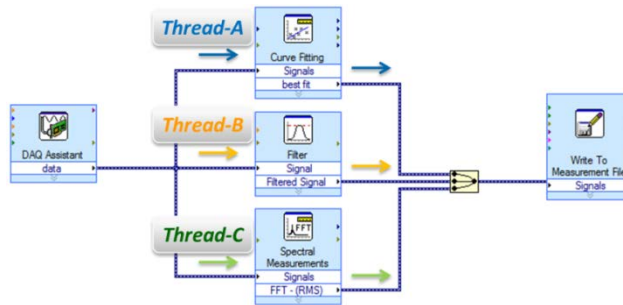 Thread-A
Curve Fitting
Signals
best fit
DAQ Assistant
data
Thread-B
Filter
Signal
Filtered Signal
Write To
Measurement File
Signals
Thread-C
FFT
Spectral
Measurements
Signals
FFT - (RMS)